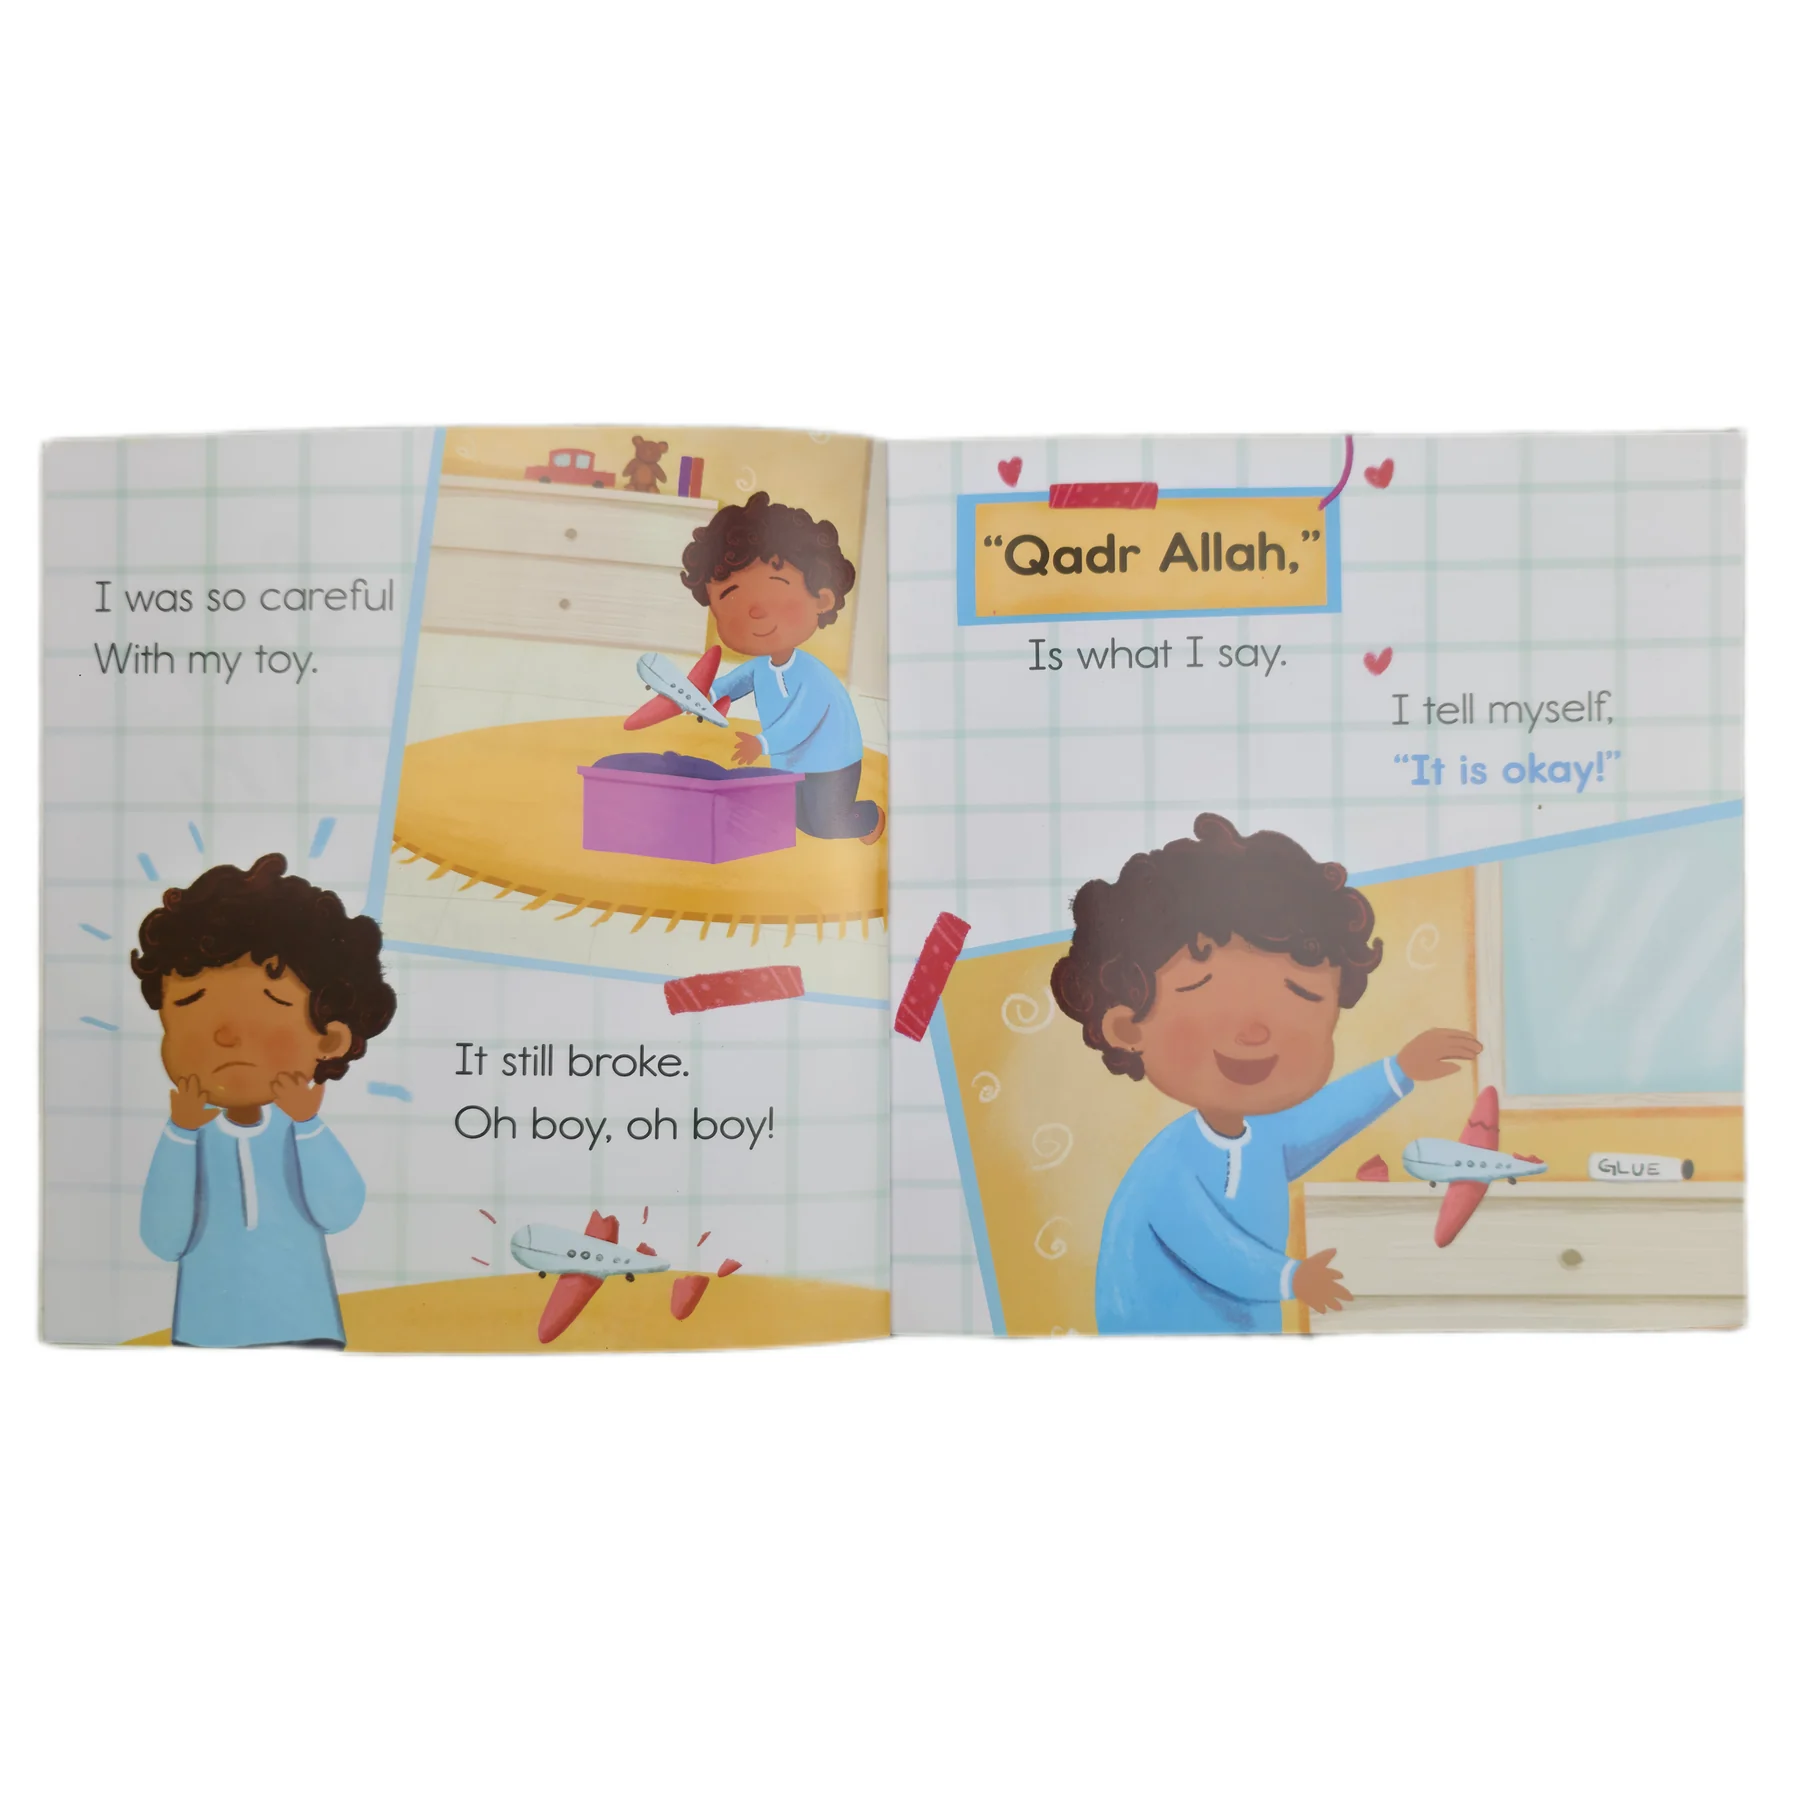 I was so careful
With my toy.
It still broke.
Oh boy, oh boy!
“Qadr Allah,”
Is what I say.
I tell myself,
“It is okay!”
GLUE